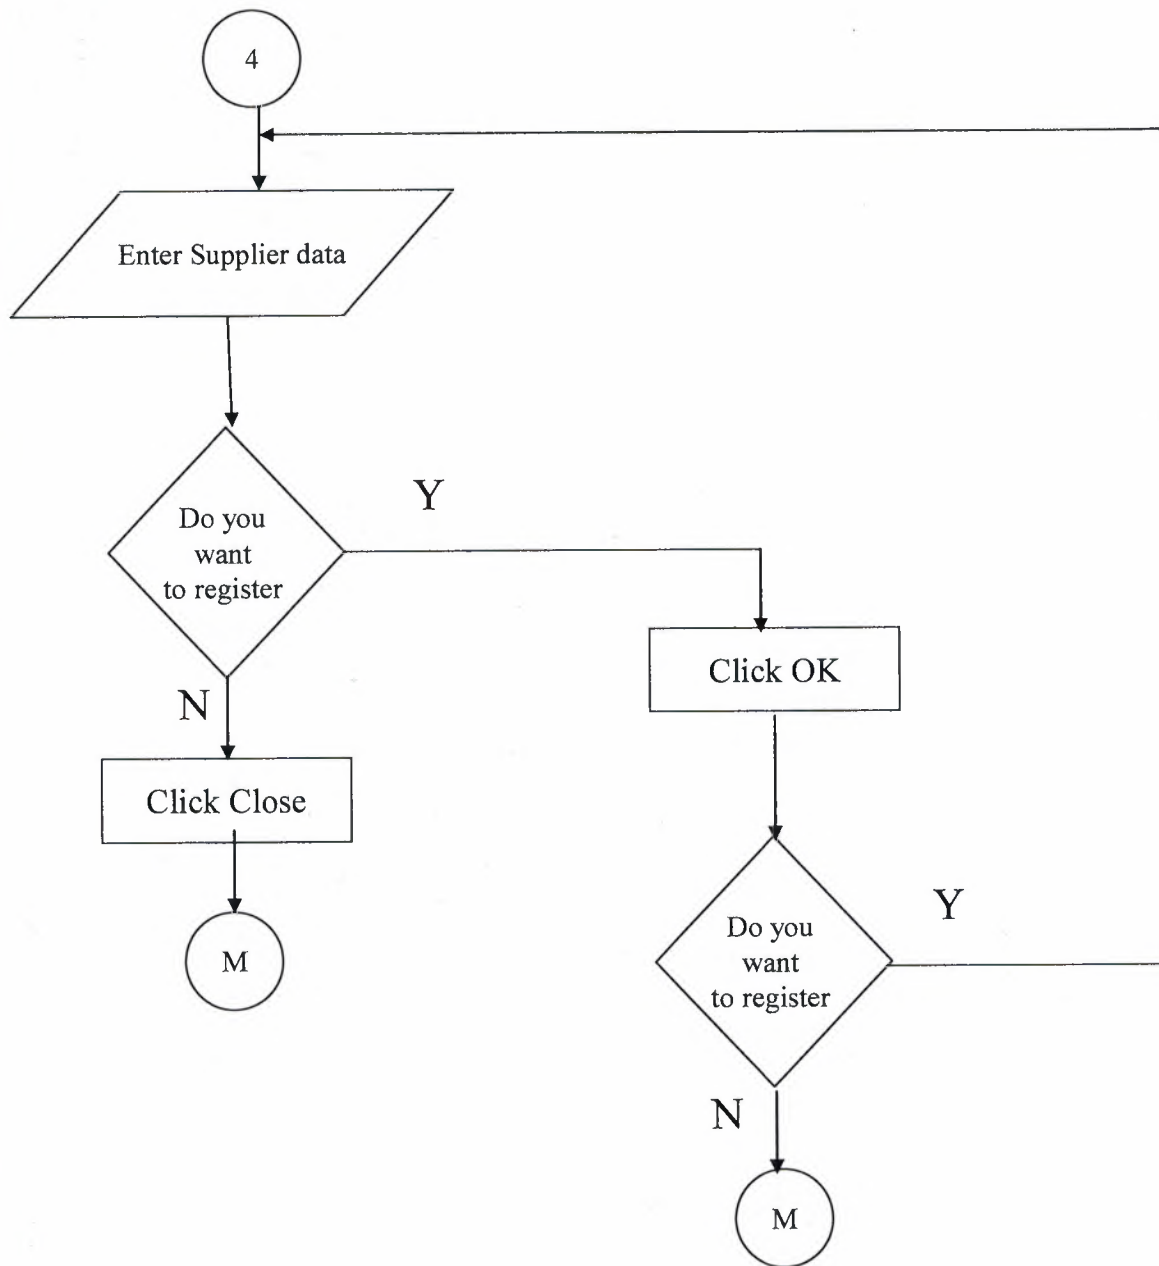 4
Enter Supplier data
Y
Do you
want
to register
Click OK
N
Click Close
Y
Do you
want
to register
M
N
M